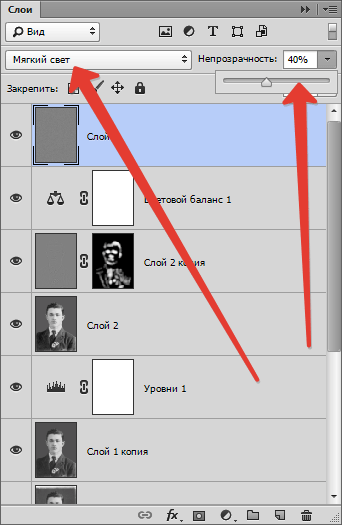 Слои
Вид
Мягкий свет
Непрозрачность: 40%
Закрепить:
Слой
Цветовой баланс 1
Слой 2 копия
Слой 2
Уровни 1
Слой 1 копия
fx